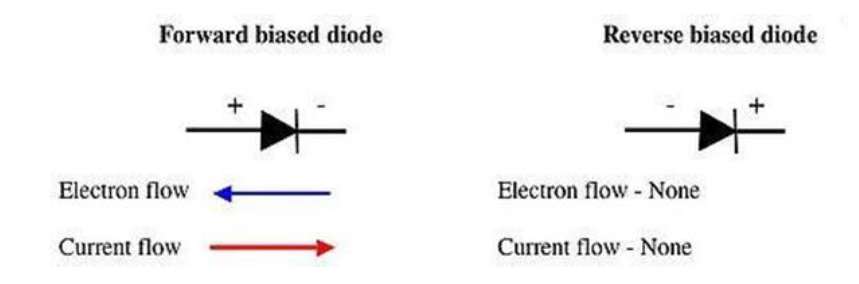 Forward biased diode
+ -
Electron flow
Current flow
Reverse biased diode
- +
Electron flow - None
Current flow - None